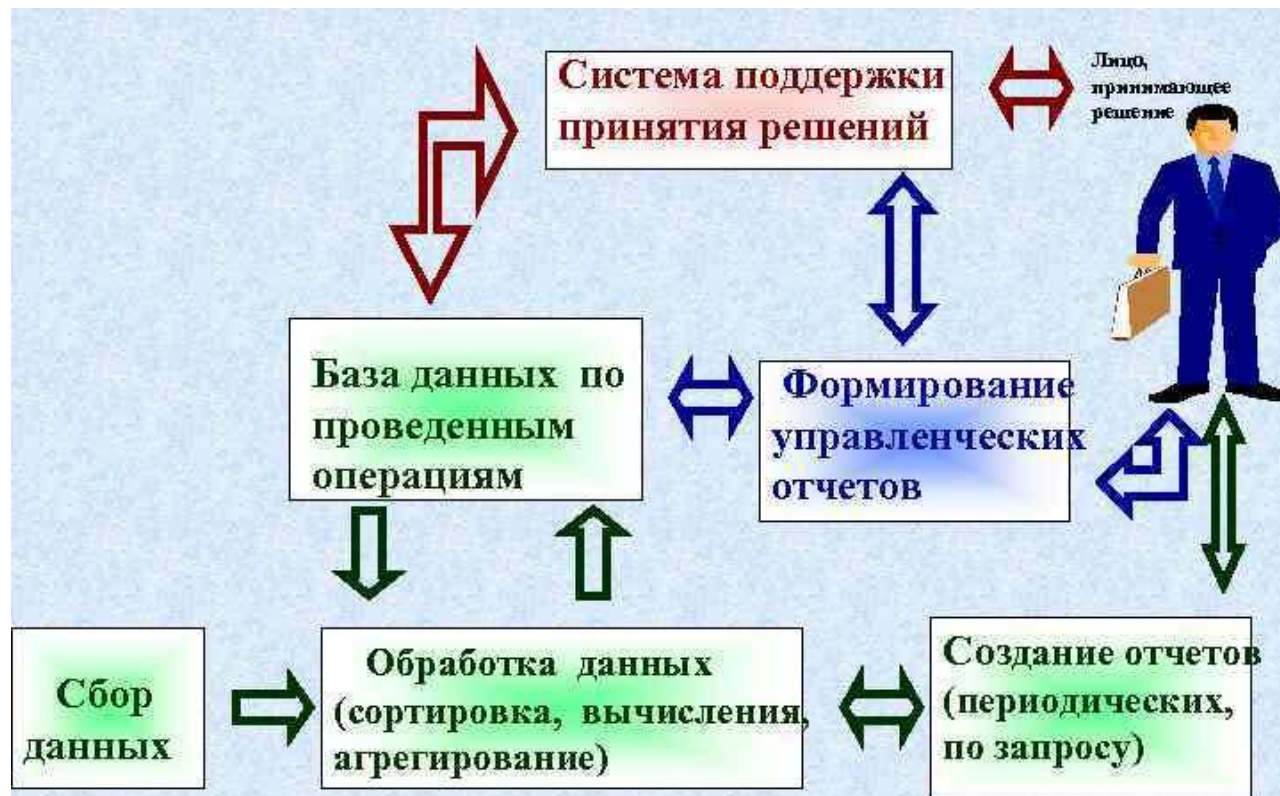 Система поддержки
принятия решений
Лицо,
принимающее
решение
База данных по
проведенным
операциям
Формирование
управленческих
отчетов
Сбор
данных
Обработка данных
(сортировка, вычисления,
агрегирование)
Создание отчетов
(периодических,
по запросу)